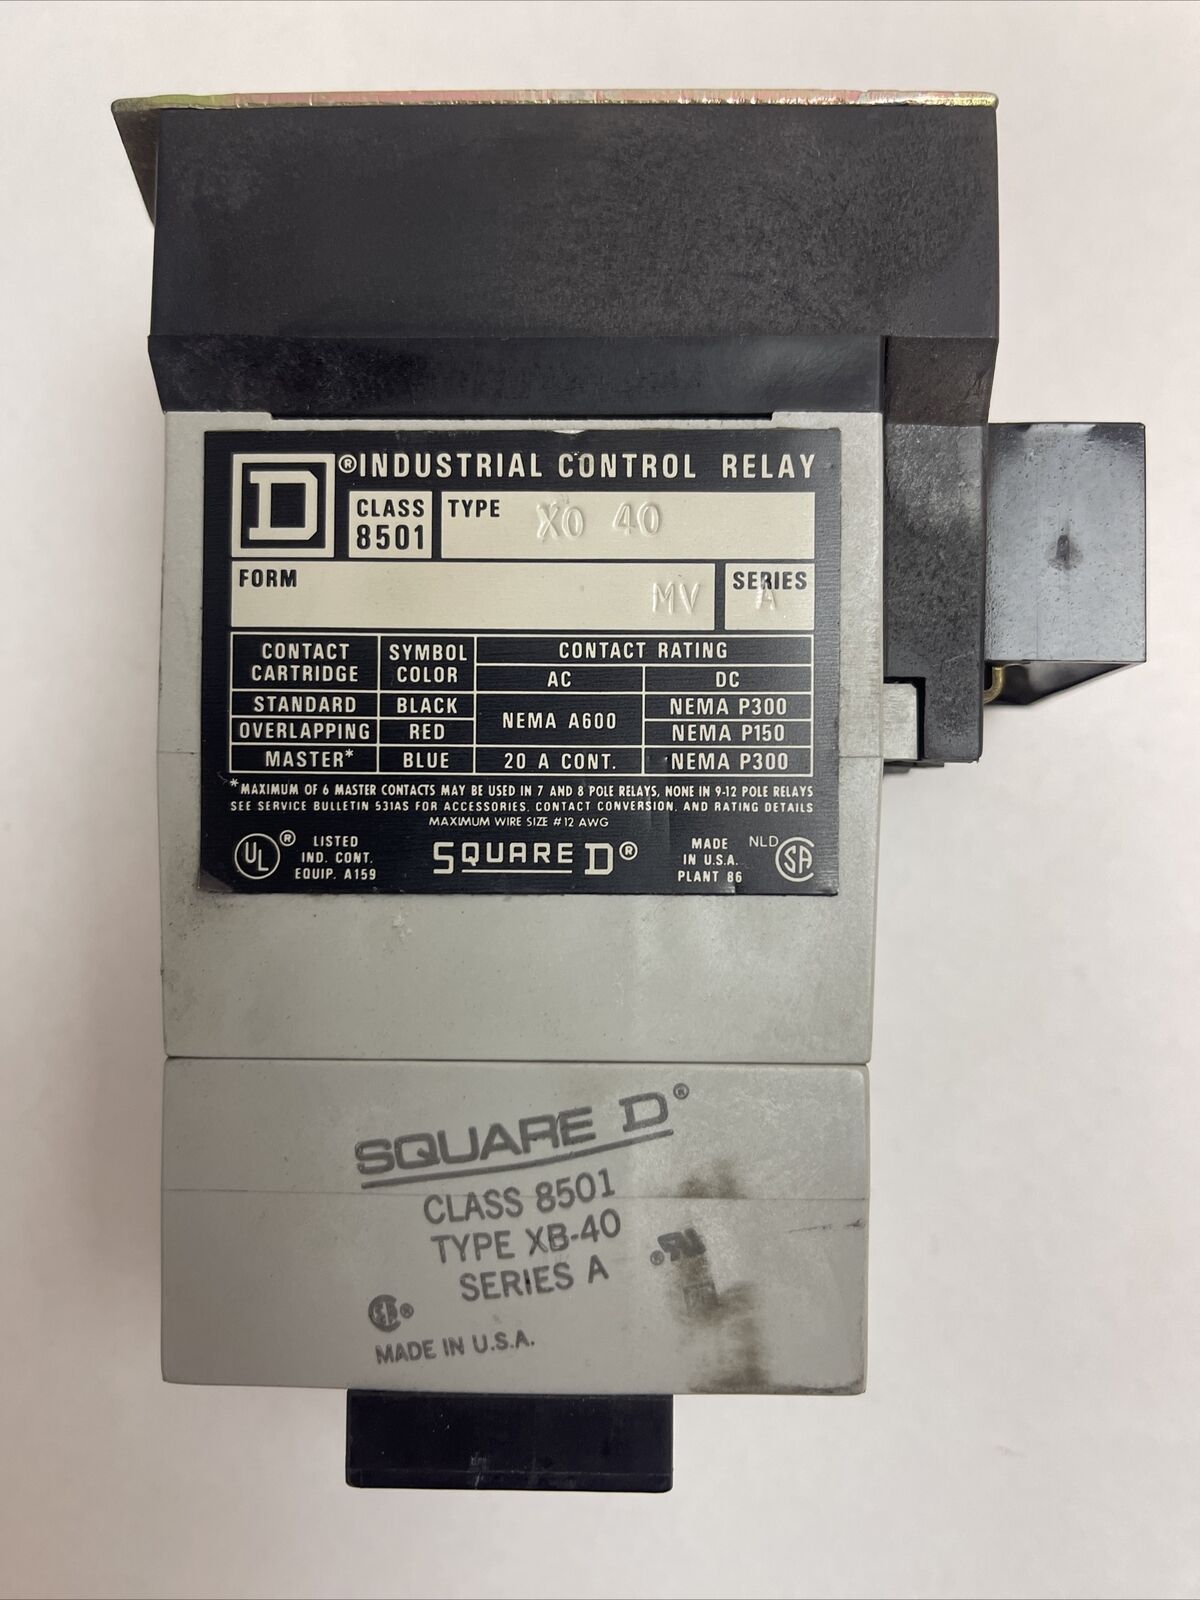 D® INDUSTRIAL CONTROL RELAY
CLASS 8501 TYPE XO 40
FORM MV SERIES A
CONTACT CARTRIDGE SYMBOL COLOR CONTACT RATING
AC DC
STANDARD BLACK NEMA A600 NEMA P300
OVERLAPPING RED NEMA P150
MASTER* BLUE 20 A CONT. NEMA P300
*MAXIMUM OF 6 MASTER CONTACTS MAY BE USED IN 7 AND 8 POLE RELAYS, NONE IN 9-12 POLE RELAYS
SEE SERVICE BULLETIN 531AS FOR ACCESSORIES, CONTACT CONVERSION, AND RATING DETAILS
MAXIMUM WIRE SIZE #12 AWG
UL® LISTED IND. CONT. EQUIP. A159
SQUARE D®
MADE IN U.S.A. PLANT 86
NLD SA
SQUARE D®
CLASS 8501
TYPE XB-40
SERIES A
MADE IN U.S.A.